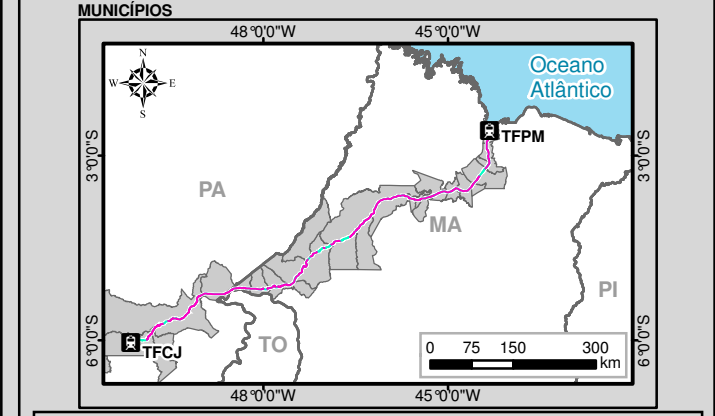 MUNICÍPIOS
48°0'0"W 45°0'0"W
N
W E
S
Oceano
Atlântico
TFPM
3°0'0"S 3°0'0"S
PA
MA
PI
TO
TFCJ
6°0'0"S 6°0'0"S
0 75 150 300
km
48°0'0"W 45°0'0"W